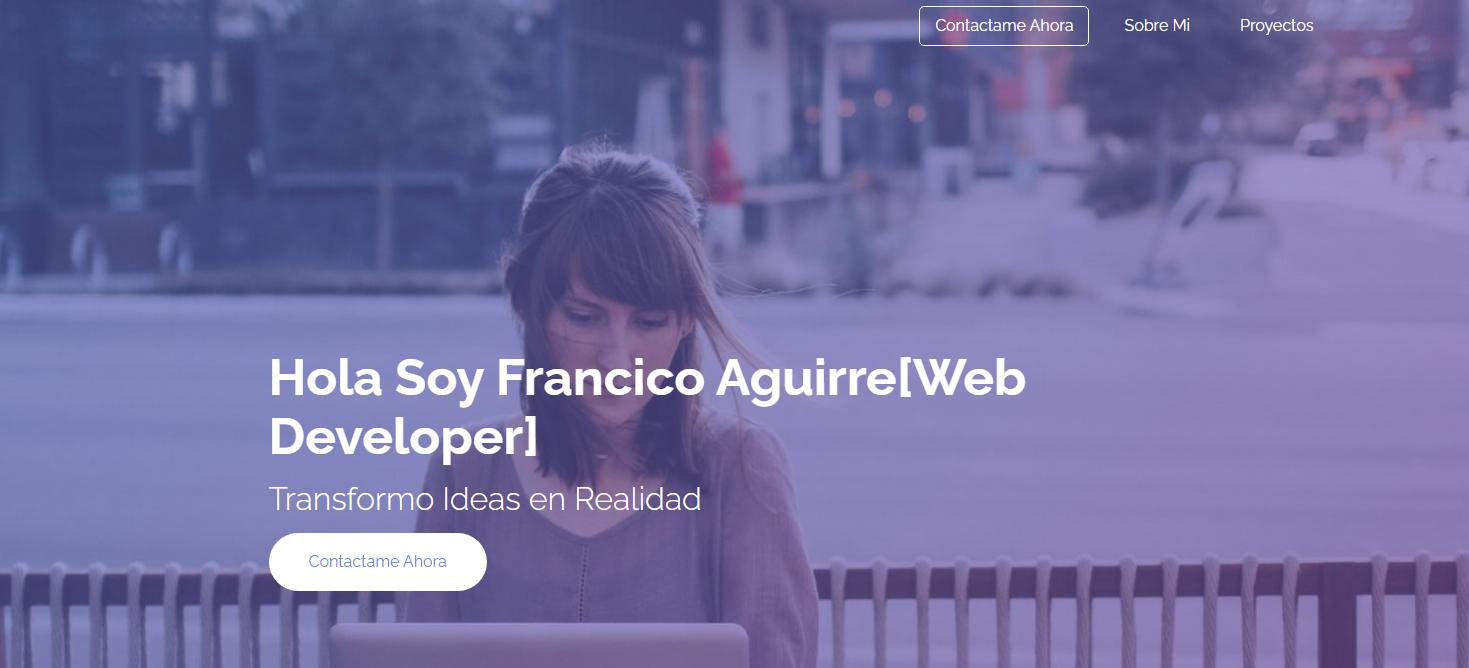 Contactame Ahora Sobre Mi Proyectos
Hola Soy Francico Aguirre[Web
Developer]
Transformo Ideas en Realidad
Contactame Ahora